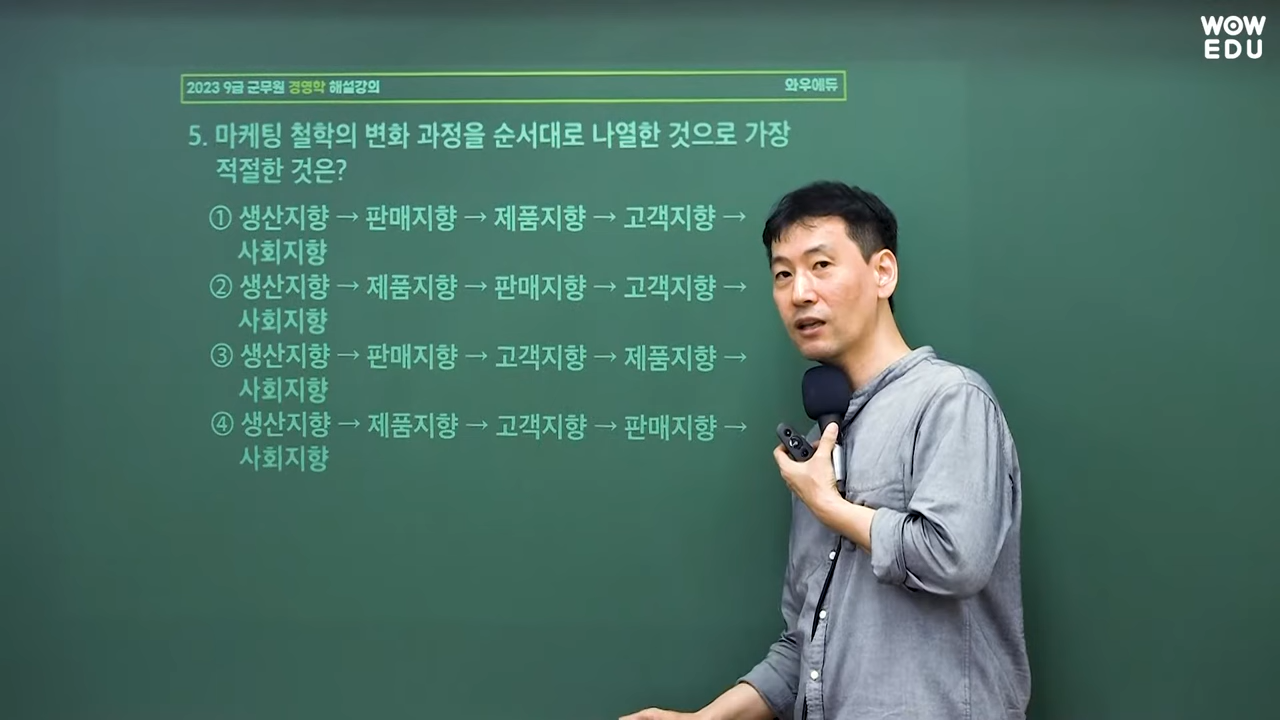 WOW
EDU
2023 9급 군무원 경영학 해설강의 와우에듀
5. 마케팅 철학의 변화 과정을 순서대로 나열한 것으로 가장
적절한 것은?
① 생산지향 → 판매지향 → 제품지향 → 고객지향 →
사회지향
② 생산지향 → 제품지향 → 판매지향 → 고객지향 →
사회지향
③ 생산지향 → 판매지향 → 고객지향 → 제품지향 →
사회지향
④ 생산지향 → 제품지향 → 고객지향 → 판매지향 →
사회지향